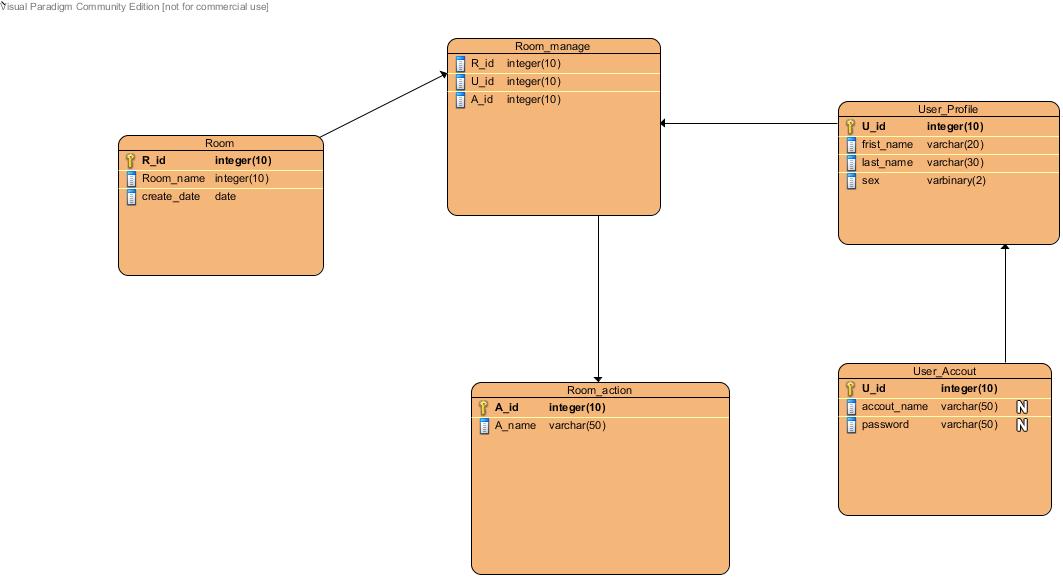 Visual Paradigm Community Edition [not for commercial use]
Room_manage
R_id integer(10)
U_id integer(10)
A_id integer(10)
User_Profile
U_id integer(10)
frist_name varchar(20)
last_name varchar(30)
sex varbinary(2)
Room
R_id integer(10)
Room_name integer(10)
create_date date
Room_action
A_id integer(10)
A_name varchar(50)
User_Accout
U_id integer(10)
accout_name varchar(50) N
password varchar(50) N